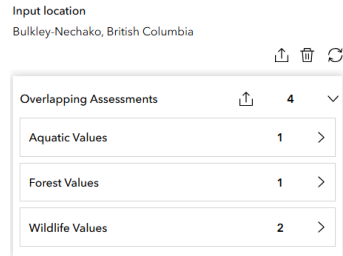 Input location
Bulkley-Nechako, British Columbia
Overlapping Assessments 4
Aquatic Values 1
Forest Values 1
Wildlife Values 2